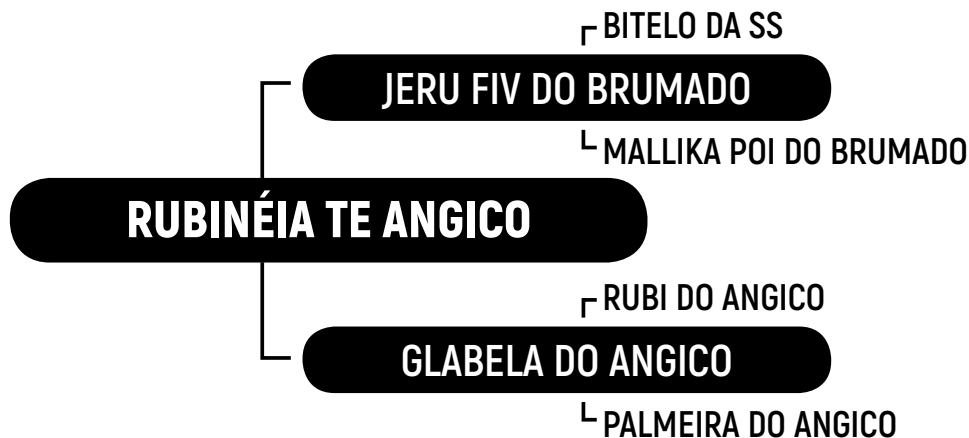 BITELO DA SS
JERU FIV DO BRUMADO
MALLIKA POI DO BRUMADO
RUBINÉIA TE ANGICO
RUBI DO ANGICO
GLABELA DO ANGICO
PALMEIRA DO ANGICO